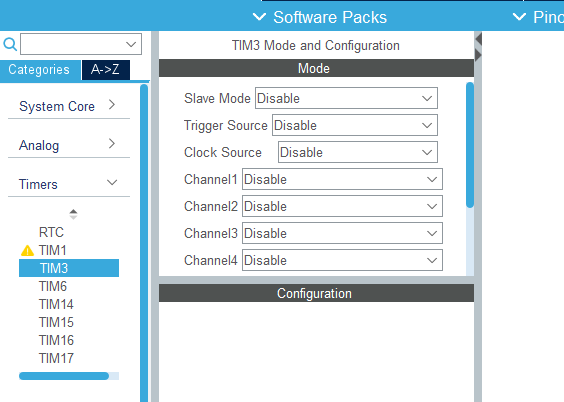 Software Packs
Pinc
TIM3 Mode and Configuration
Categories A->Z
Mode
System Core
Analog
Timers
RTC
TIM1
TIM3
TIM6
TIM14
TIM15
TIM16
TIM17
Slave Mode Disable
Trigger Source Disable
Clock Source Disable
Channel1 Disable
Channel2 Disable
Channel3 Disable
Channel4 Disable
Configuration